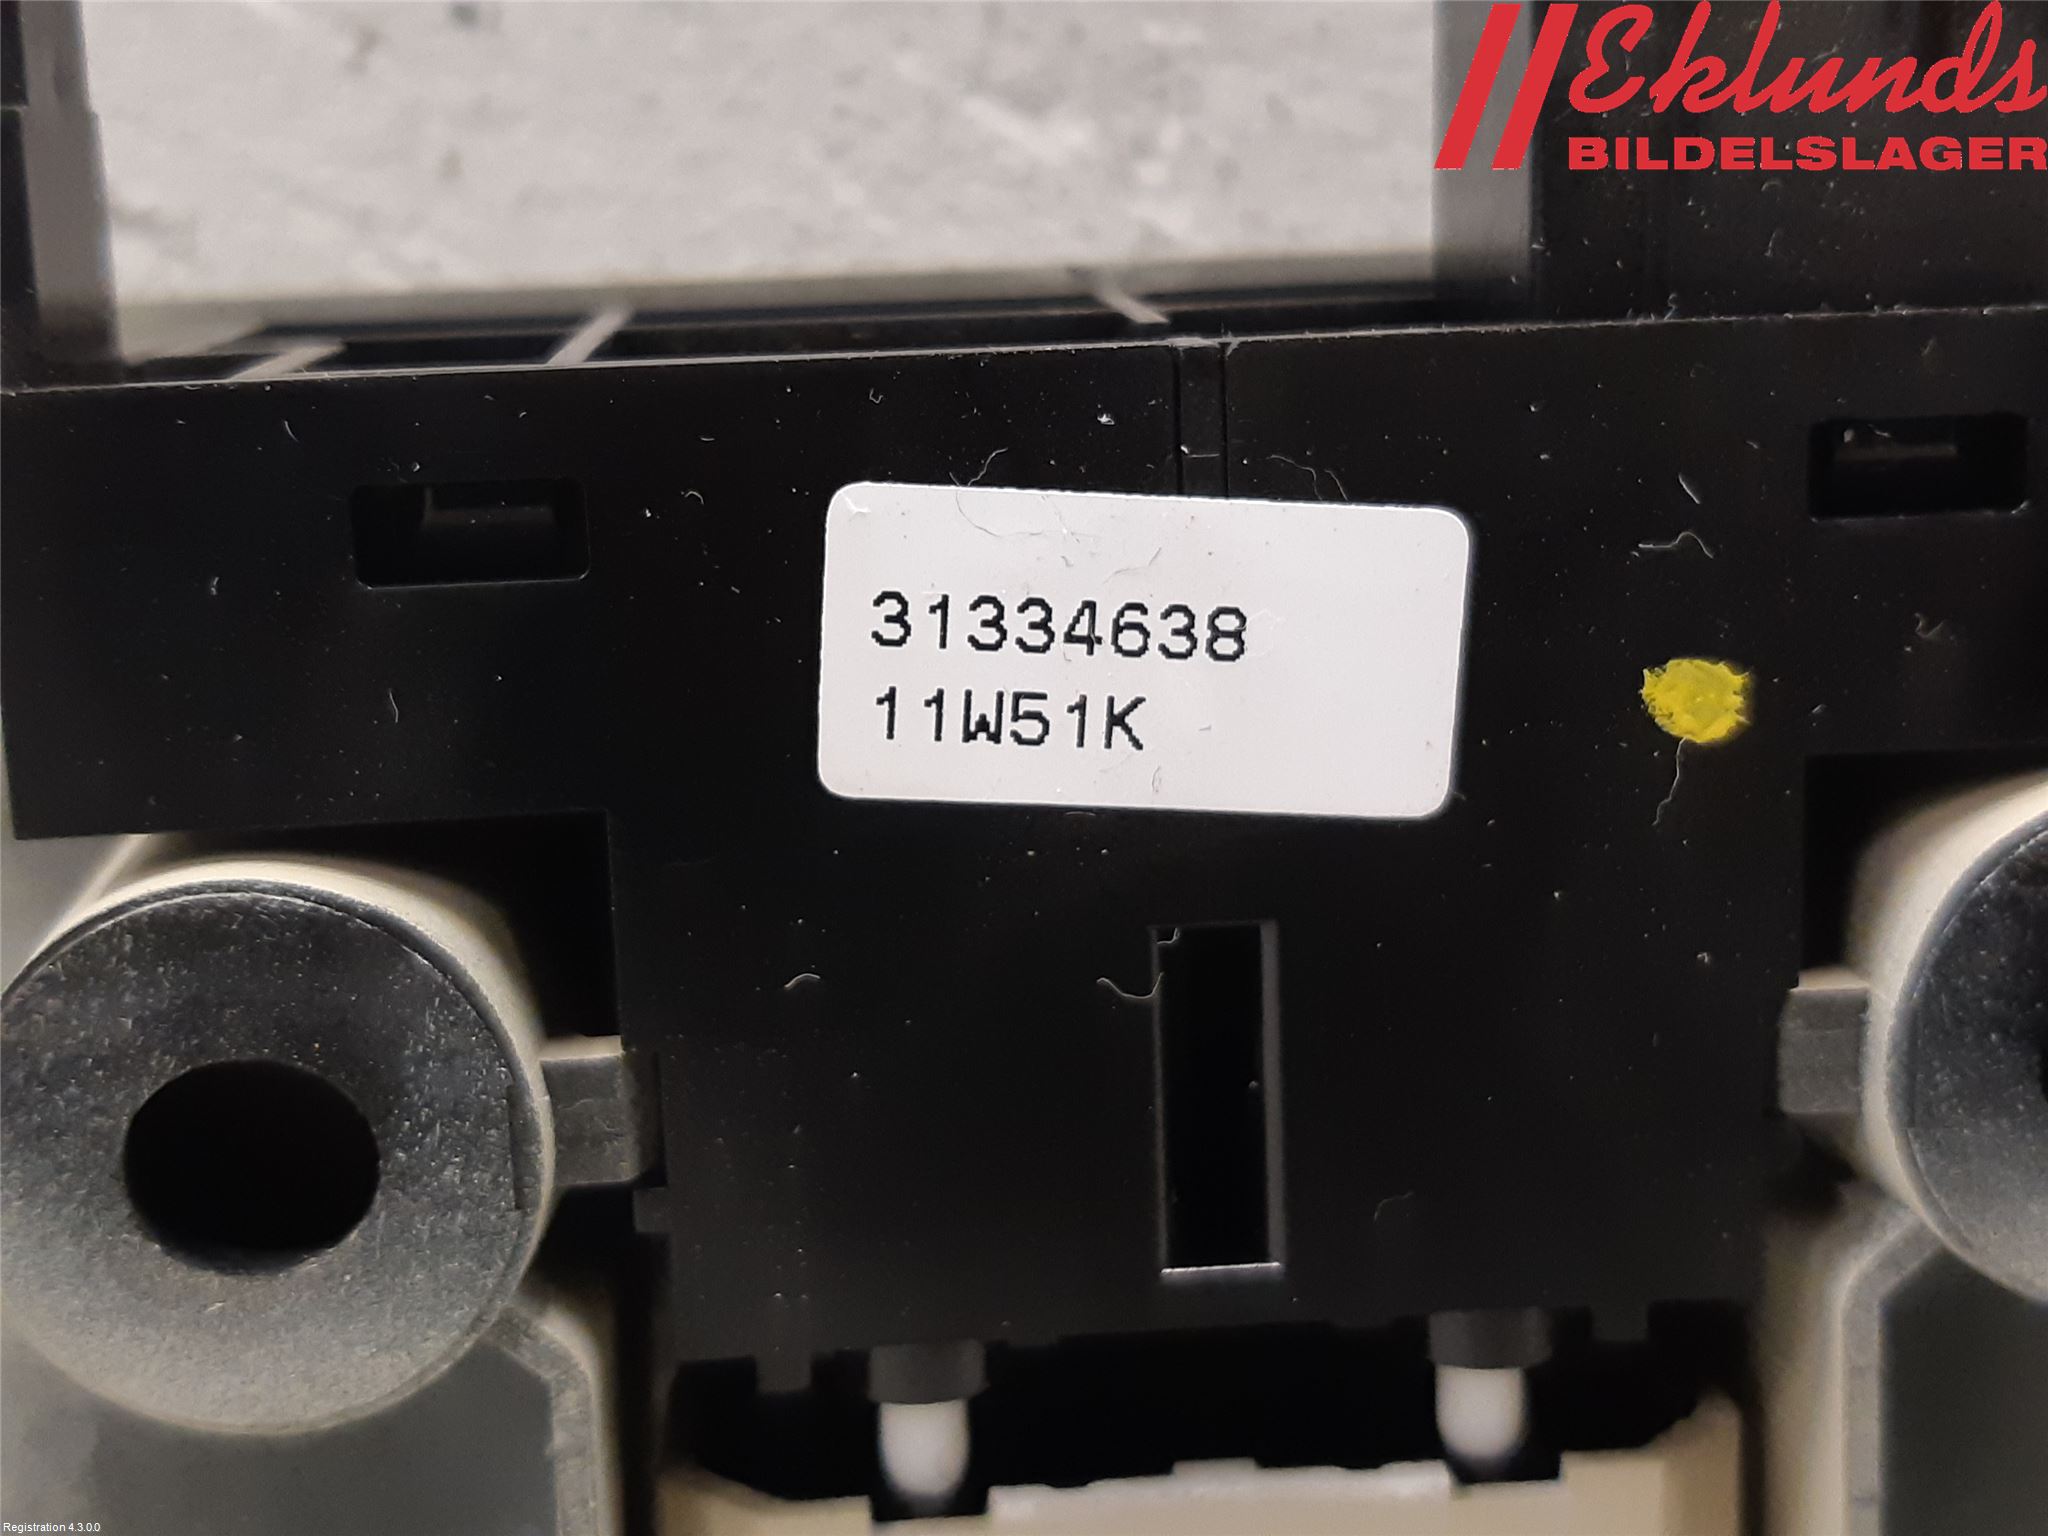 Eklunds
BILDELSLAGER
31334638
11W51K
Registration 4.3.0.0